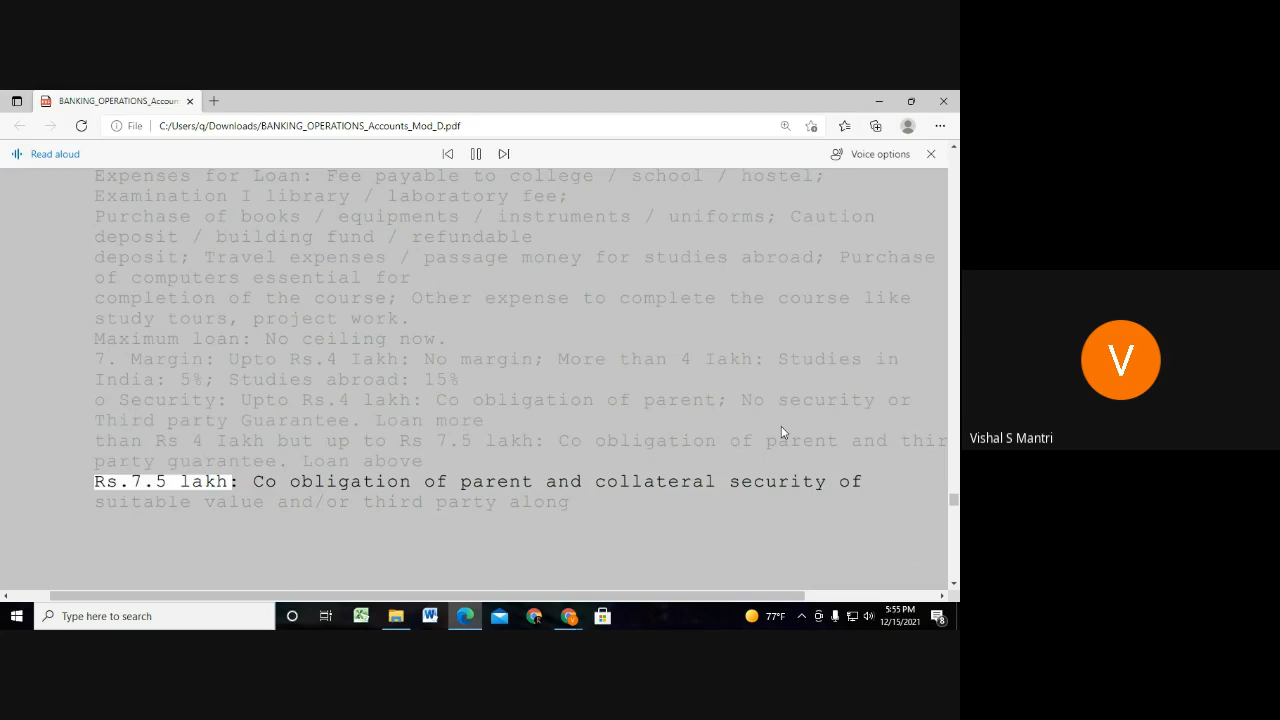 BANKING_OPERATIONS_Accoun
File
C:/Users/q/Downloads/BANKING_OPERATIONS_Accounts_Mod_D.pdf
Read aloud
Voice options
Expenses for Loan: Fee payable to college / school / hostel;
Examination I library / laboratory fee;
Purchase of books / equipments / instruments / uniforms; Caution
deposit / building fund / refundable
deposit; Travel expenses / passage money for studies abroad; Purchase
of computers essential for
completion of the course; Other expense to complete the course like
study tours, project work.
Maximum loan: No ceiling now.
7. Margin: Upto Rs.4 Iakh: No margin; More than 4 Iakh: Studies in
India: 5%; Studies abroad: 15%
o Security: Upto Rs.4 lakh: Co obligation of parent; No security or
Third party Guarantee. Loan more
than Rs 4 Iakh but up to Rs 7.5 lakh: Co obligation of parent and thir
party guarantee. Loan above
Rs.7.5 lakh: Co obligation of parent and collateral security of
suitable value and/or third party along
V
Vishal S Mantri
Type here to search
77°F
5:55 PM
12/15/2021
8